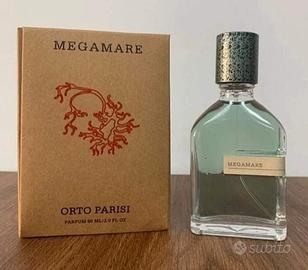 MEGAMARE
ORTO PARISI
PARFUM 50 ML/1.7 FL OZ
MEGAMARE
subito